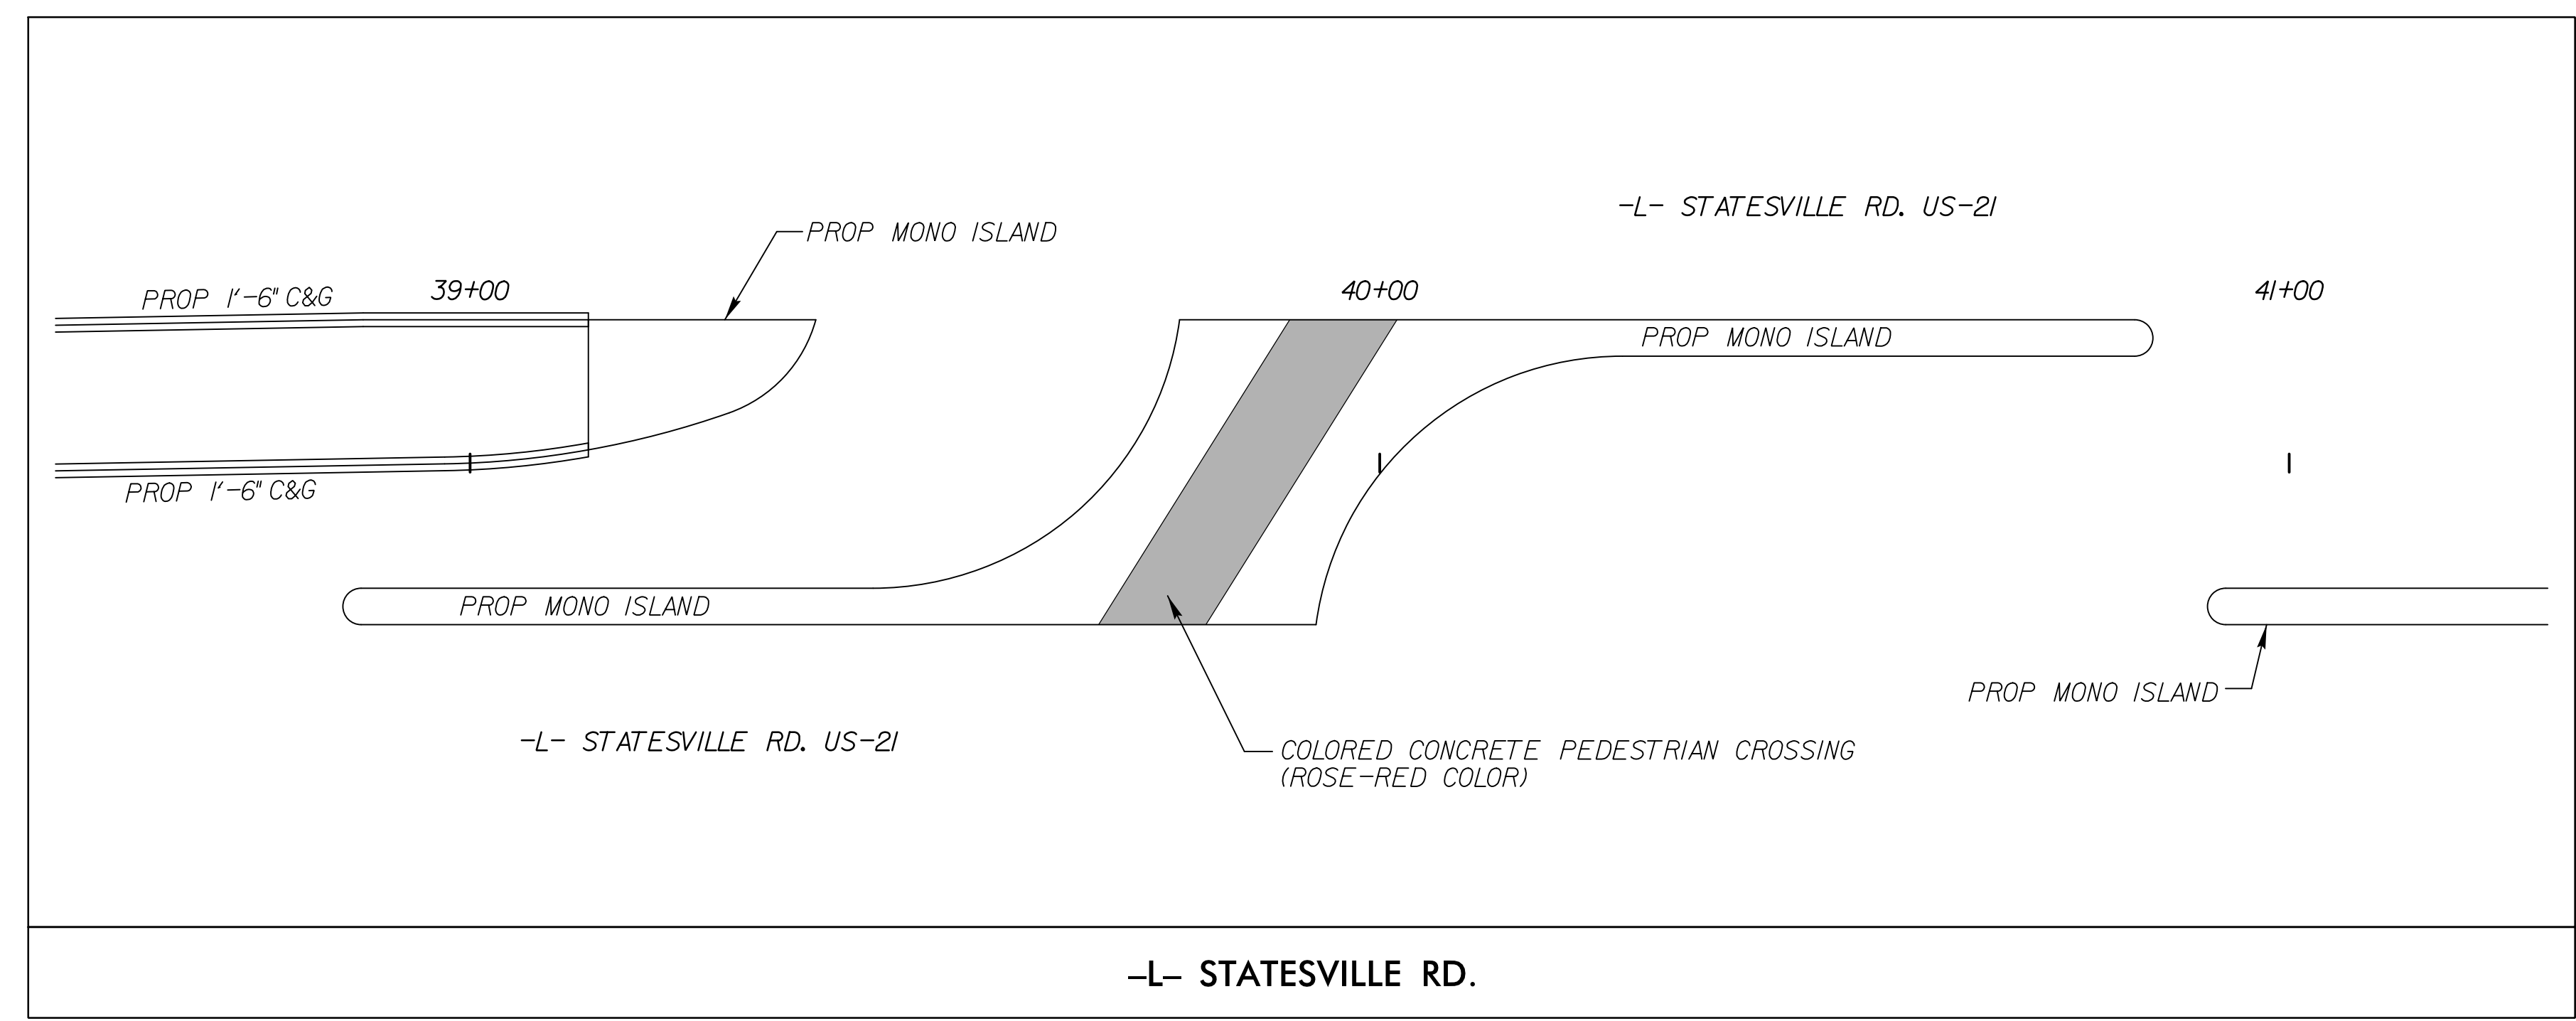 -L- STATESVILLE RD. US-21
PROP MONO ISLAND
PROP 1'-6" C&G
39+00
40+00
41+00
PROP MONO ISLAND
PROP 1'-6" C&G
PROP MONO ISLAND
PROP MONO ISLAND
-L- STATESVILLE RD. US-21
COLORED CONCRETE PEDESTRIAN CROSSING
(ROSE-RED COLOR)
-L- STATESVILLE RD.